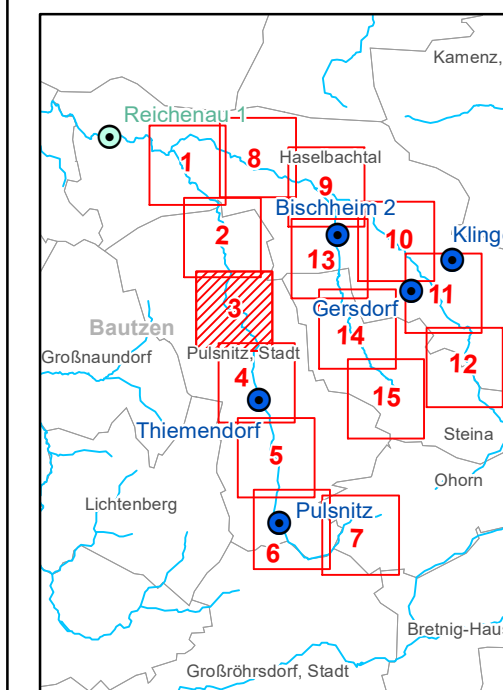 Kamenz,
Reichenau 1
1
8
Haselbachtal
9
Bischheim 2
2
10
Kling
13
11
3
Gersdorf
Bautzen
14
Pulsnitz, Stadt
Großnaundorf
12
4
15
Thiemendorf
Steina
5
Ohorn
Lichtenberg
Pulsnitz
6
7
Bretnig-Hau
Großröhrsdorf, Stadt